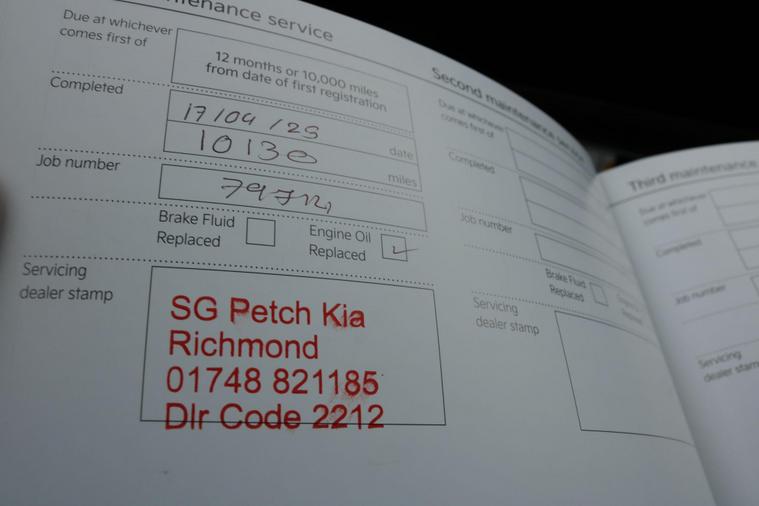 maintenance service
Due at whichever
comes first of
12 months or 10,000 miles
from date of first registration
Completed
17/04/25
date
10130
miles
Job number
Brake Fluid
Replaced
Engine Oil
Replaced
Servicing
dealer stamp
SG Petch Kia
Richmond
01748 821185
Dlr Code 2212
Second maintenance service
Due at whichever
comes first of
Completed
Job number
Brake Fluid
Replaced
Servicing
dealer stamp
Third maintenance
Due at whichever
comes first of
Completed
Job number
Servicing
dealer stamp